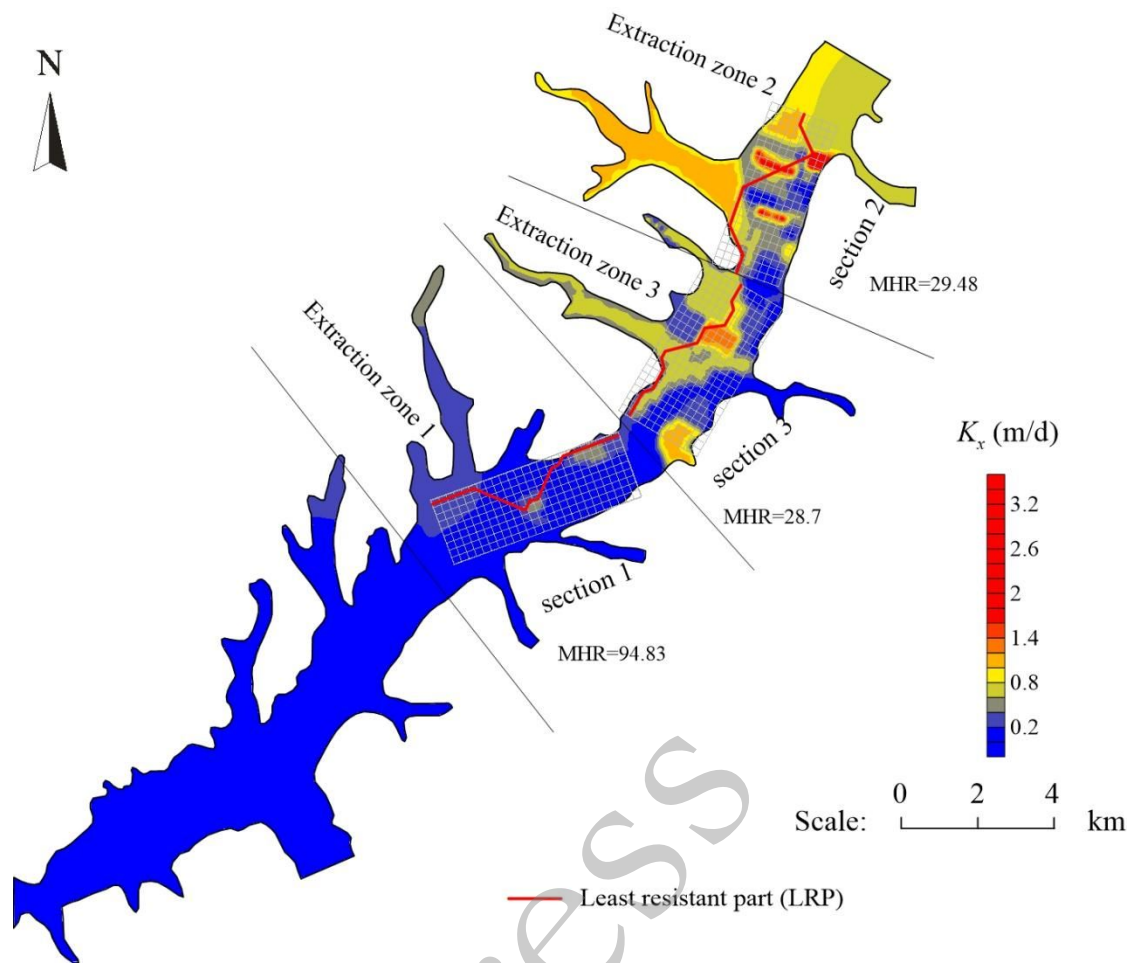 N
Extraction zone 2
Extraction zone 3
Extraction zone 1
section 2
MHR=29.48
section 3
MHR=28.7
section 1
MHR=94.83
Kx (m/d)
3.2
2.6
2
1.4
0.8
0.2
0 2 4
Scale: km
Least resistant part (LRP)
ess